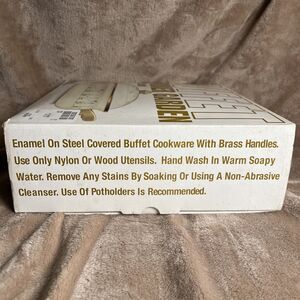 GARDEN
Enamel On Steel Covered Buffet Cookware With Brass Handles.
Use Only Nylon Or Wood Utensils. Hand Wash In Warm Soapy
Water. Remove Any Stains By Soaking Or Using A Non-Abrasive
Cleanser. Use Of Potholders Is Recommended.